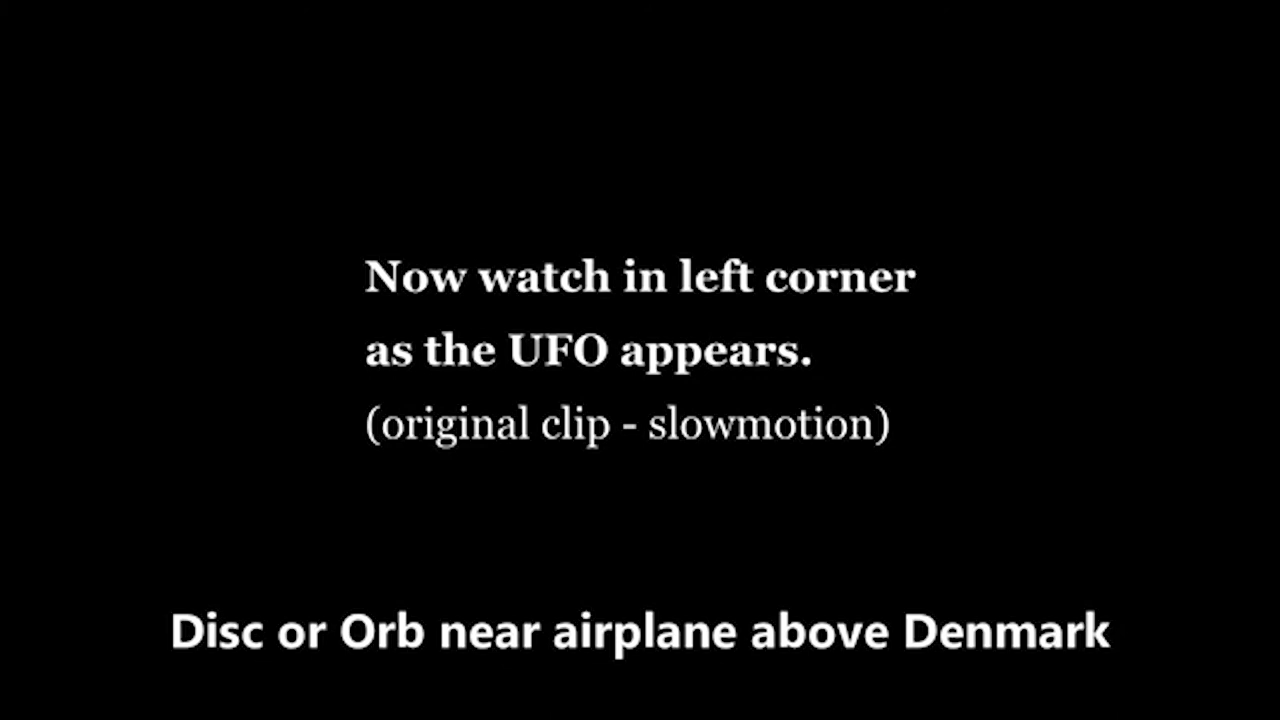 Now watch in left corner
as the UFO appears.
(original clip - slowmotion)
Disc or Orb near airplane above Denmark